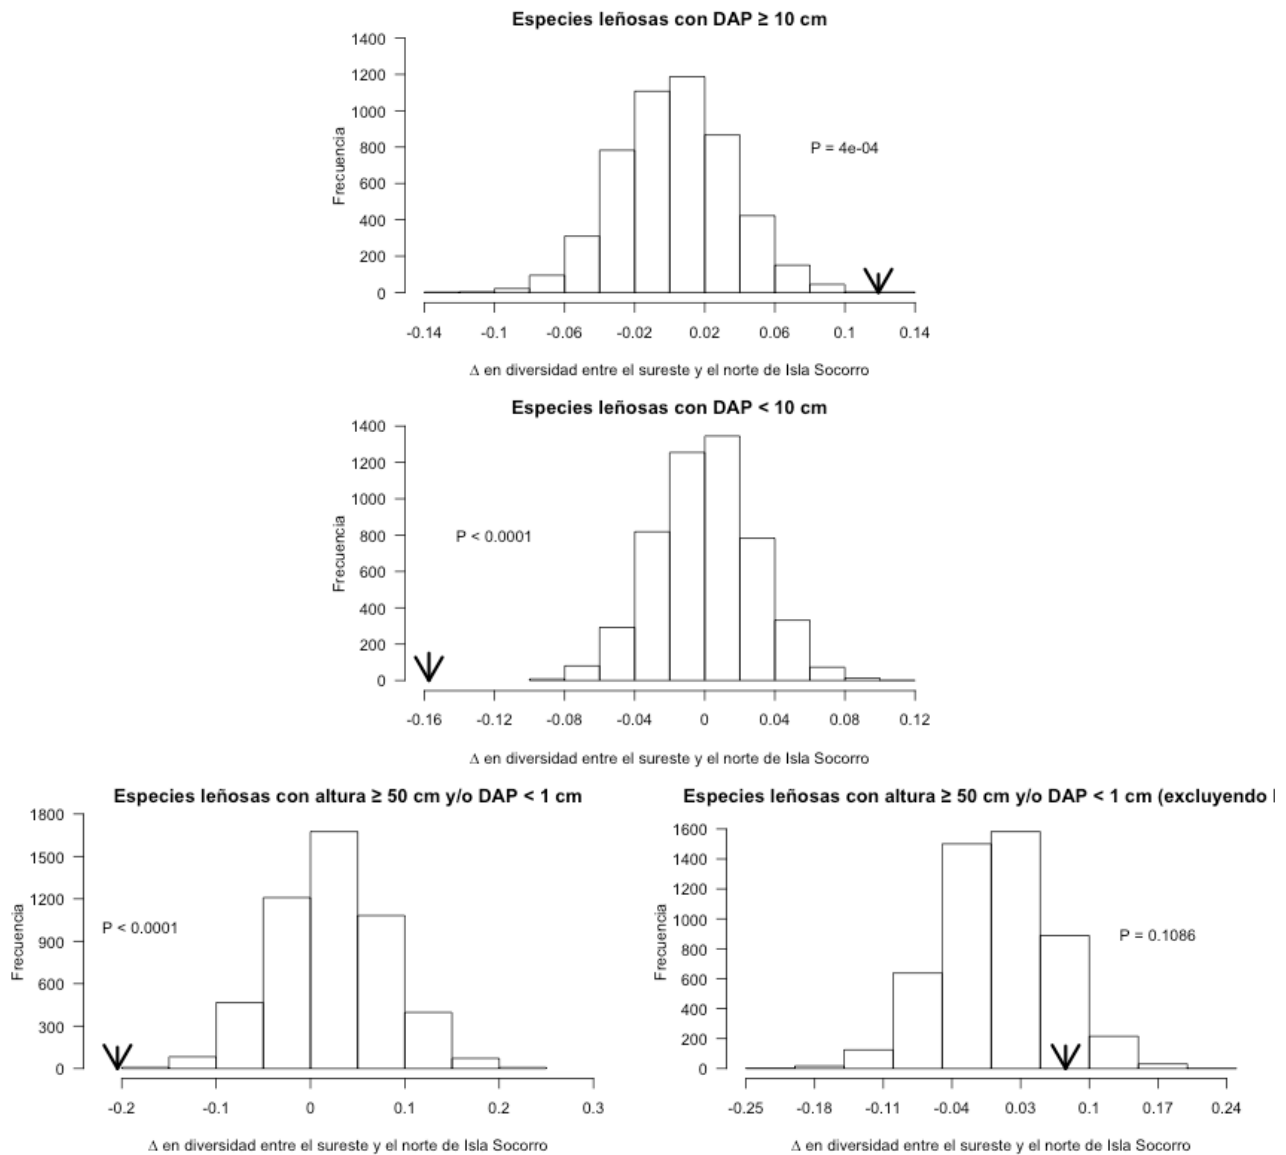 Especies leñosas con DAP ≥ 10 cm
1400
1200
1000
800
600
400
200
0
Frecuencia
P = 4e-04
-0.14 -0.1 -0.06 -0.02 0.02 0.06 0.1 0.14
Δ en diversidad entre el sureste y el norte de Isla Socorro
Especies leñosas con DAP < 10 cm
1400
1200
1000
800
600
400
200
0
Frecuencia
P < 0.0001
-0.16 -0.12 -0.08 -0.04 0 0.04 0.08 0.12
Δ en diversidad entre el sureste y el norte de Isla Socorro
Especies leñosas con altura ≥ 50 cm y/o DAP < 1 cm
1800
1500
1200
900
600
300
0
Frecuencia
P < 0.0001
-0.2 -0.1 0 0.1 0.2 0.3
Δ en diversidad entre el sureste y el norte de Isla Socorro
Especies leñosas con altura ≥ 50 cm y/o DAP < 1 cm (excluyendo
1600
1400
1200
1000
800
600
400
200
0
Frecuencia
P = 0.1086
-0.25 -0.18 -0.11 -0.04 0.03 0.1 0.17 0.24
Δ en diversidad entre el sureste y el norte de Isla Socorro